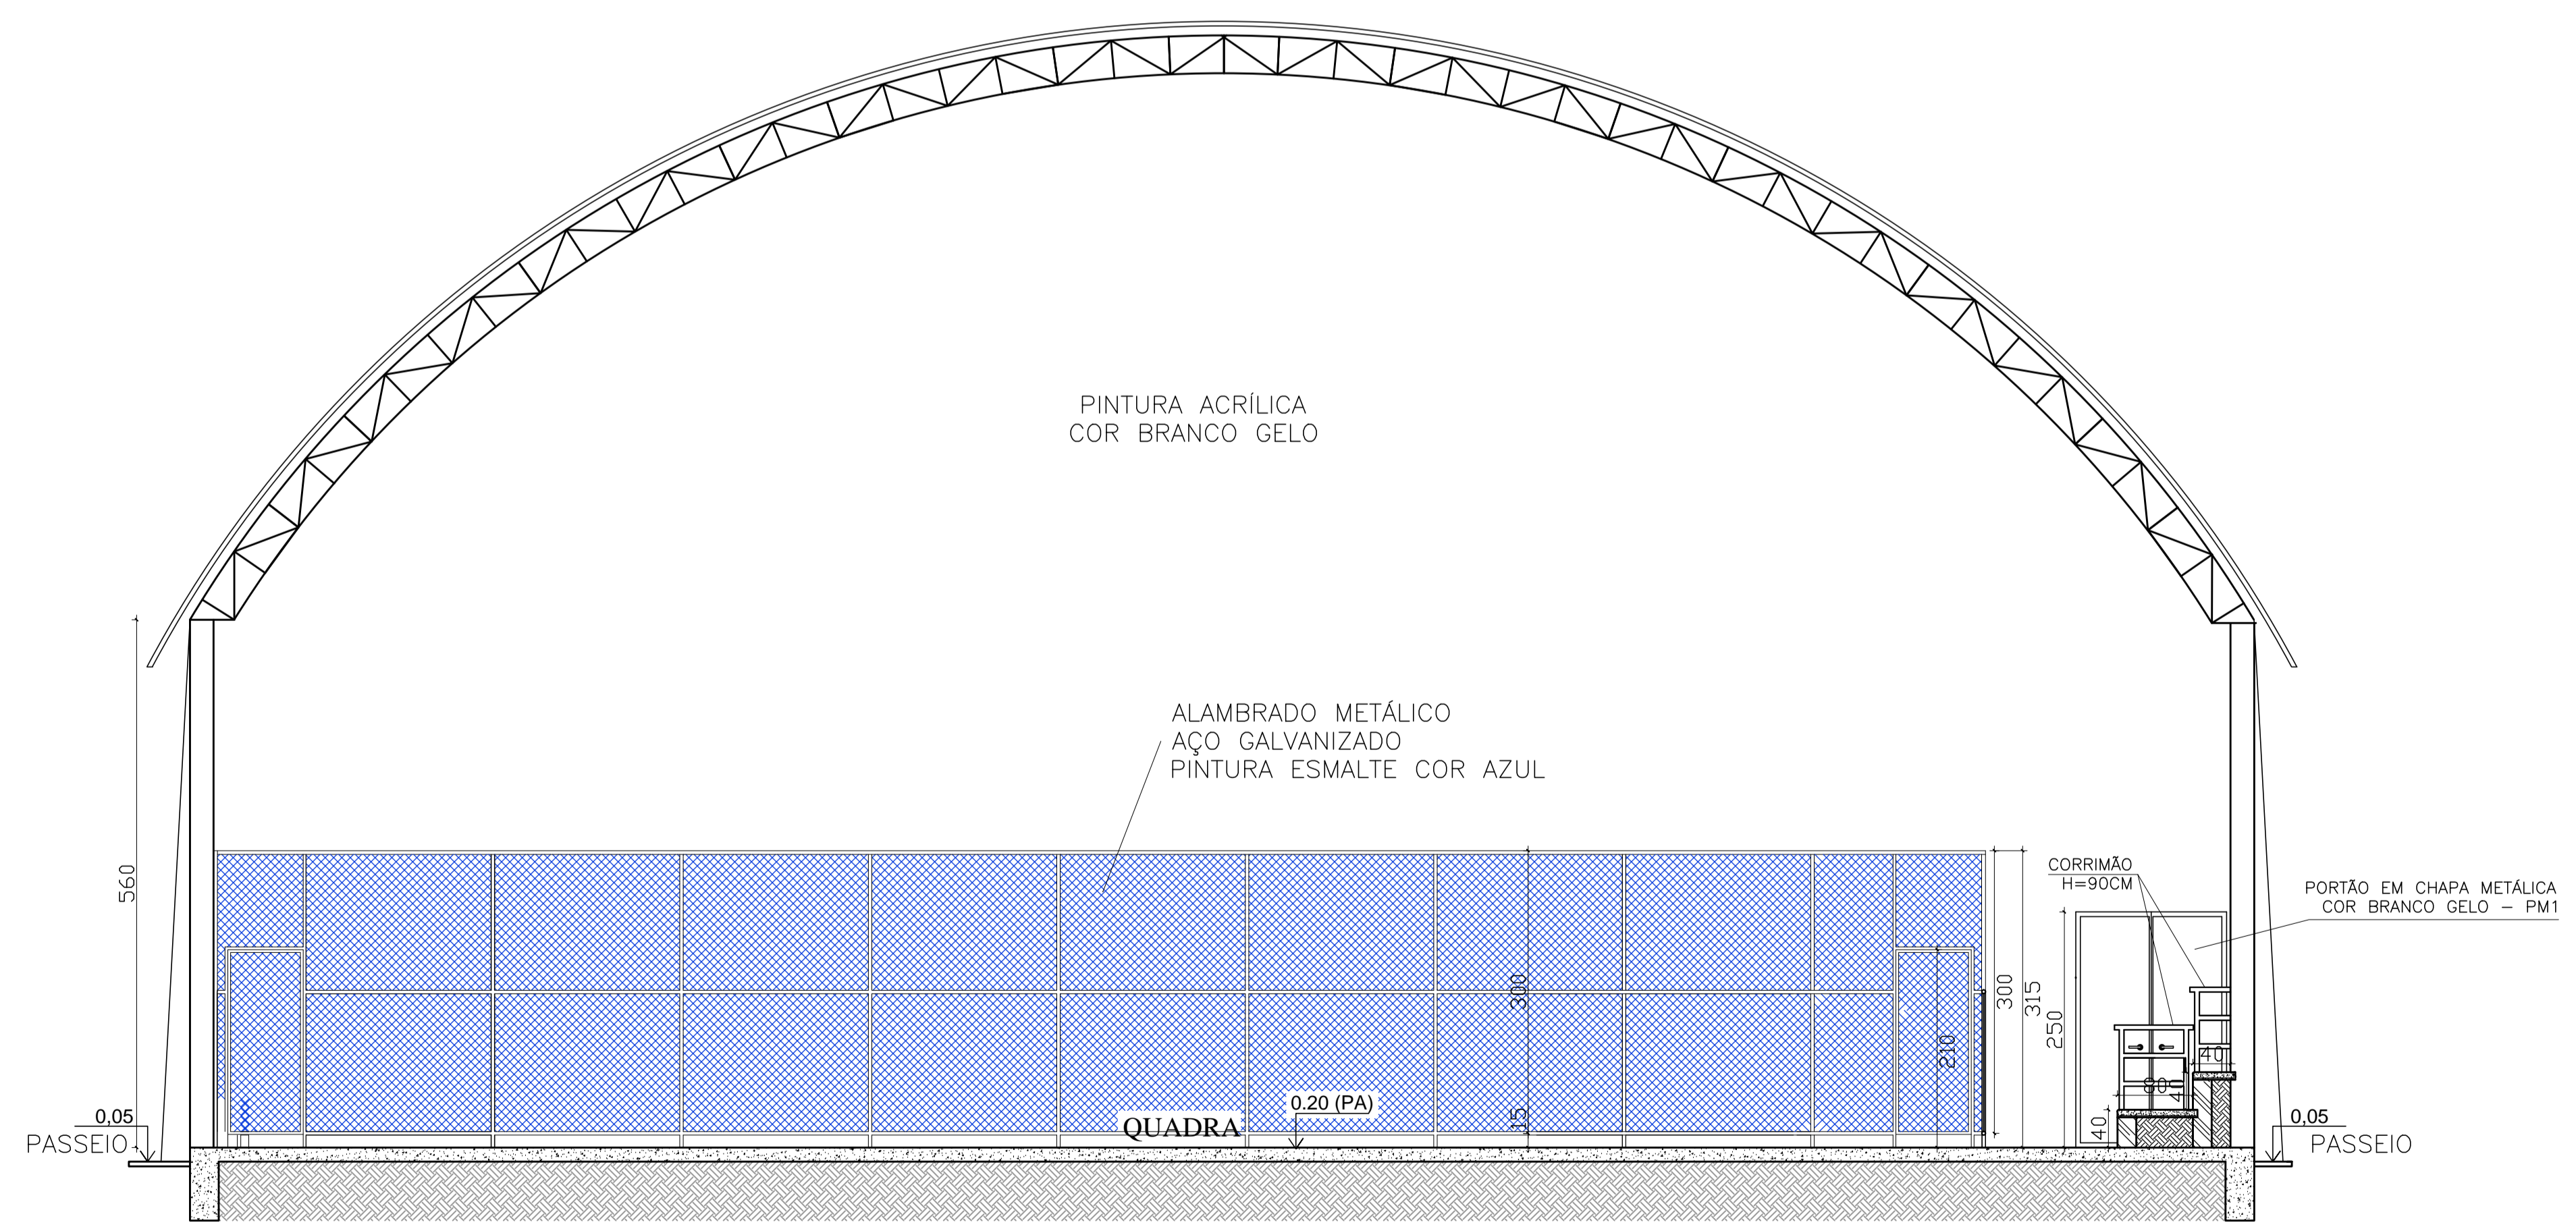 PINTURA ACRÍLICA
COR BRANCO GELO
ALAMBRADO METÁLICO
AÇO GALVANIZADO
PINTURA ESMALTE COR AZUL
560
CORRIMÃO
H=90CM
PORTÃO EM CHAPA METÁLICA
COR BRANCO GELO – PM1
300
300
315
250
210
40
80
40
40
15
0,05
PASSEIO
QUADRA
0.20 (PA)
0,05
PASSEIO